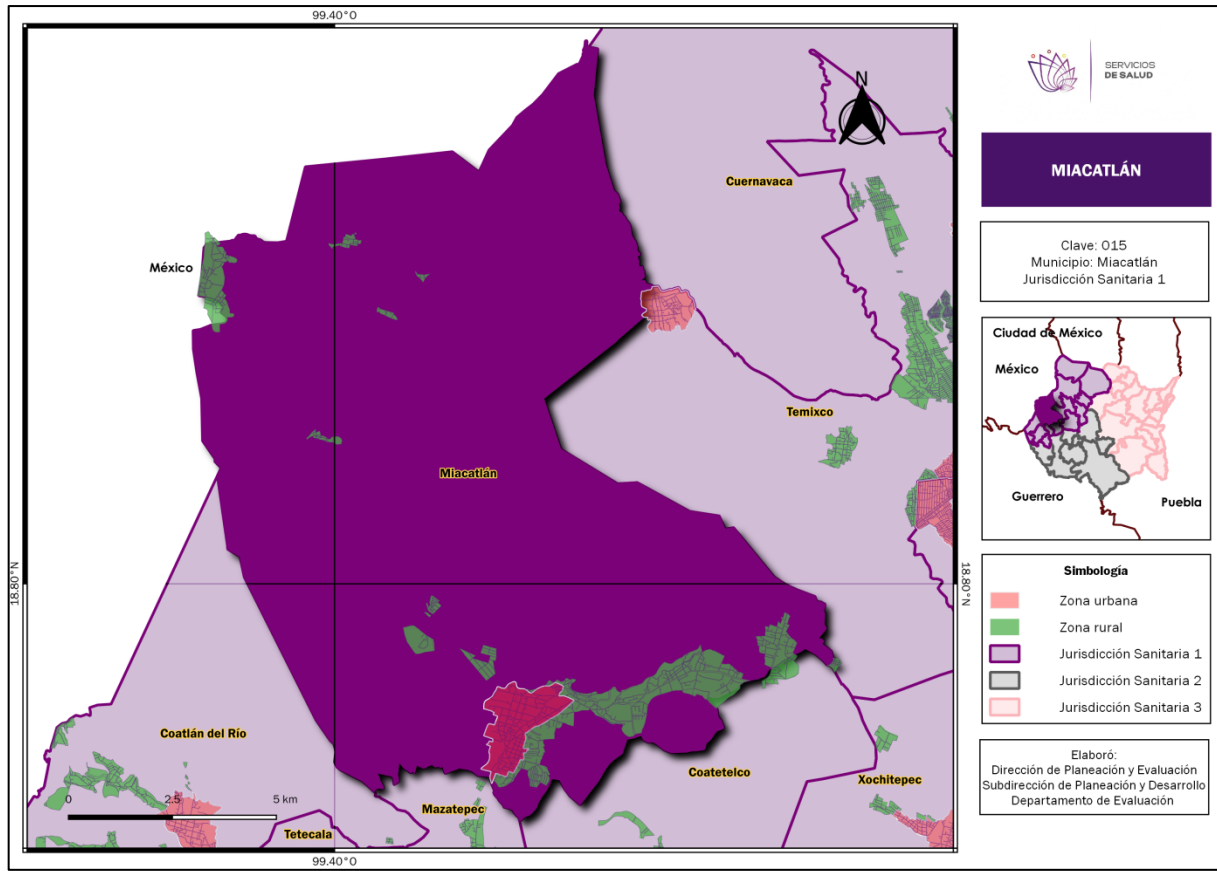 99.40°O
N
Cuernavaca
México
Temixco
Miacatlán
18.80°N
18.80°N
Coatlán del Río
Coatetelco
Xochitepec
Mazatepec
Tetecala
0 2.5 5 km
99.40°O
SERVICIOS
DE SALUD
MIACATLÁN
Clave: 015
Municipio: Miacatlán
Jurisdicción Sanitaria 1
Ciudad de México
México
Guerrero
Puebla
Simbología
Zona urbana
Zona rural
Jurisdicción Sanitaria 1
Jurisdicción Sanitaria 2
Jurisdicción Sanitaria 3
Elaboró:
Dirección de Planeación y Evaluación
Subdirección de Planeación y Desarrollo
Departamento de Evaluación